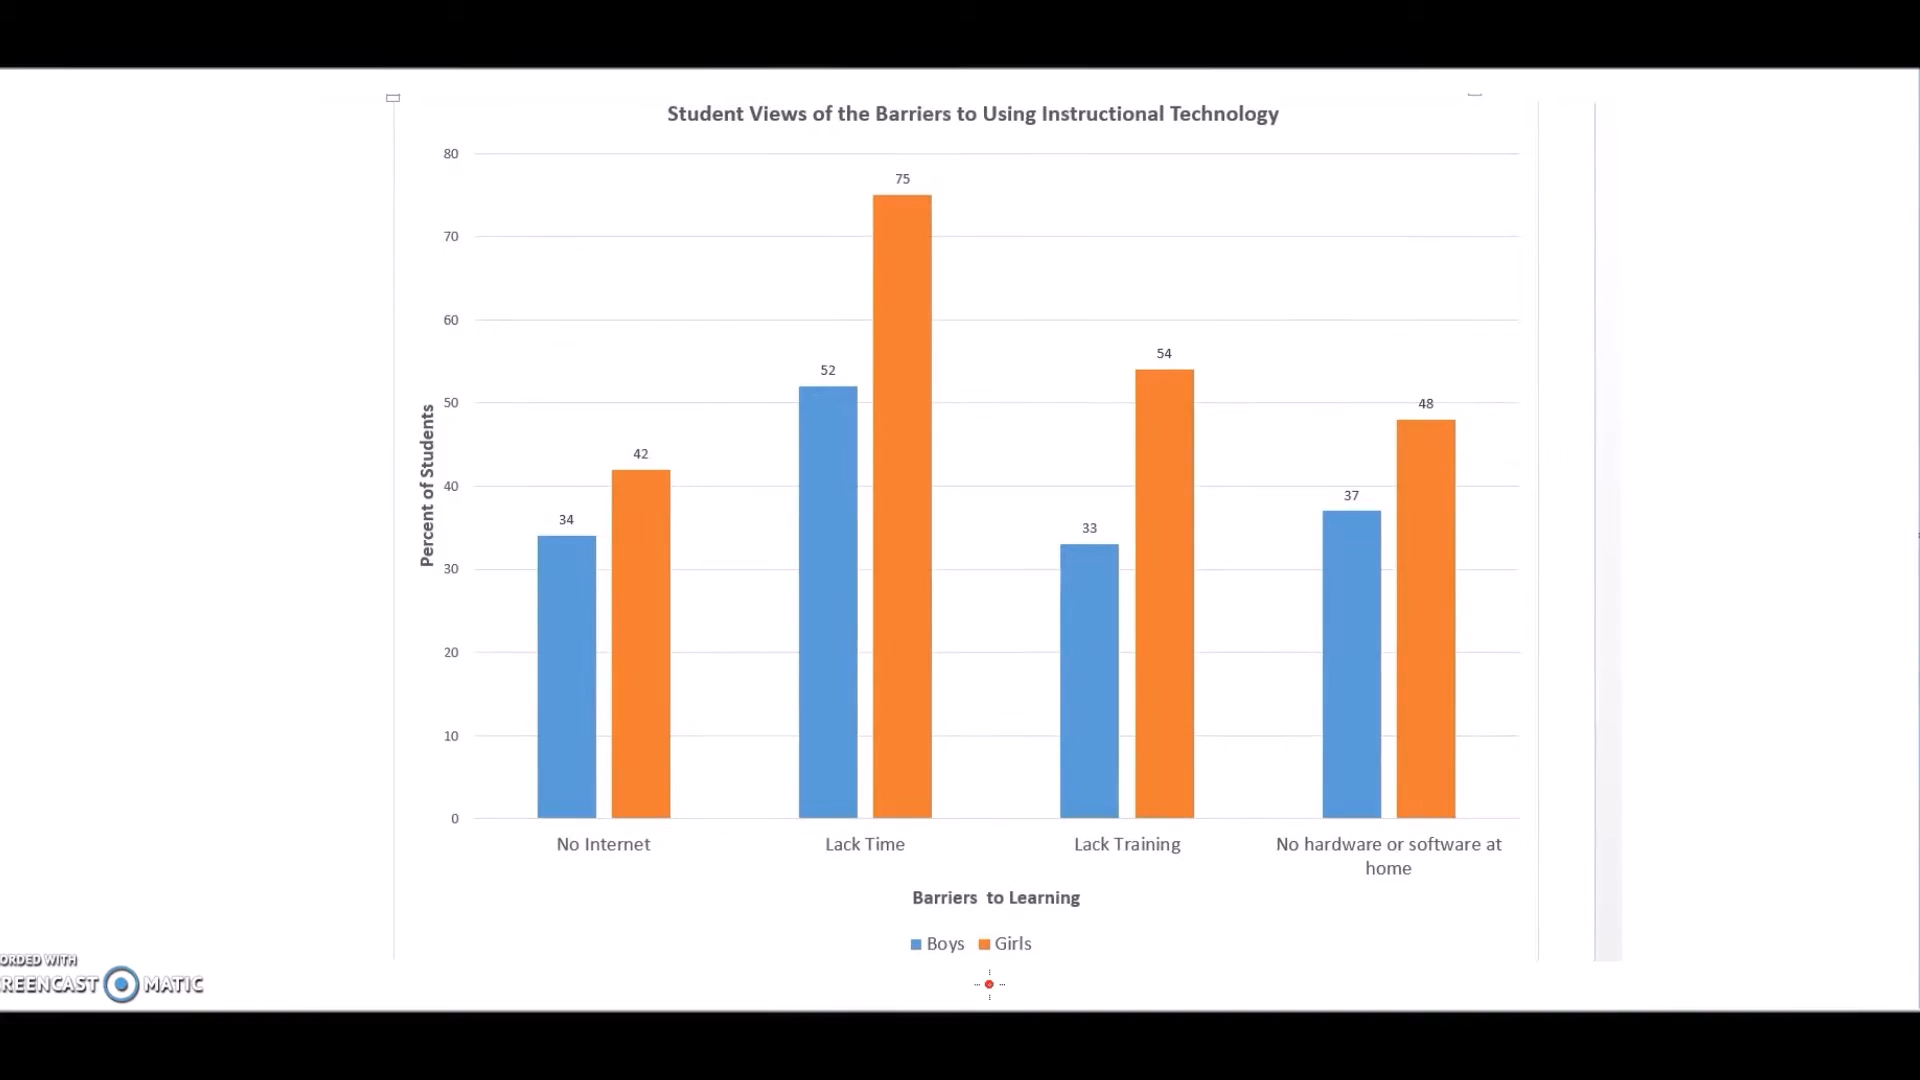 Student Views of the Barriers to Using Instructional Technology
80
70
60
50
40
30
20
10
0
Percent of Students
34
42
52
75
33
54
37
48
No Internet
Lack Time
Lack Training
No hardware or software at
home
Barriers to Learning
Boys
Girls
ORDED WITH
REENCAST MATIC